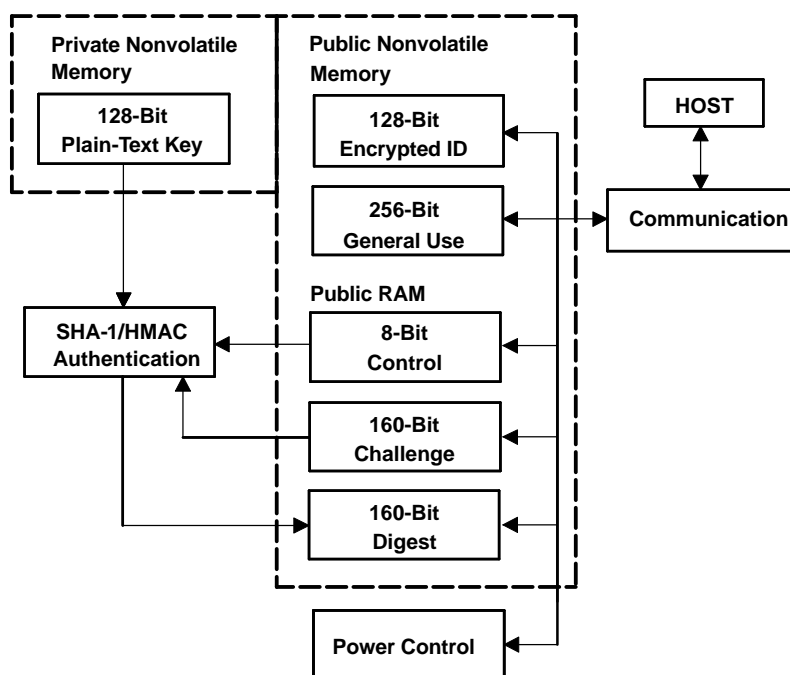 Private Nonvolatile
Memory
128-Bit
Plain-Text Key
Public Nonvolatile
Memory
128-Bit
Encrypted ID
256-Bit
General Use
HOST
Communication
Public RAM
SHA-1/HMAC
Authentication
8-Bit
Control
160-Bit
Challenge
160-Bit
Digest
Power Control